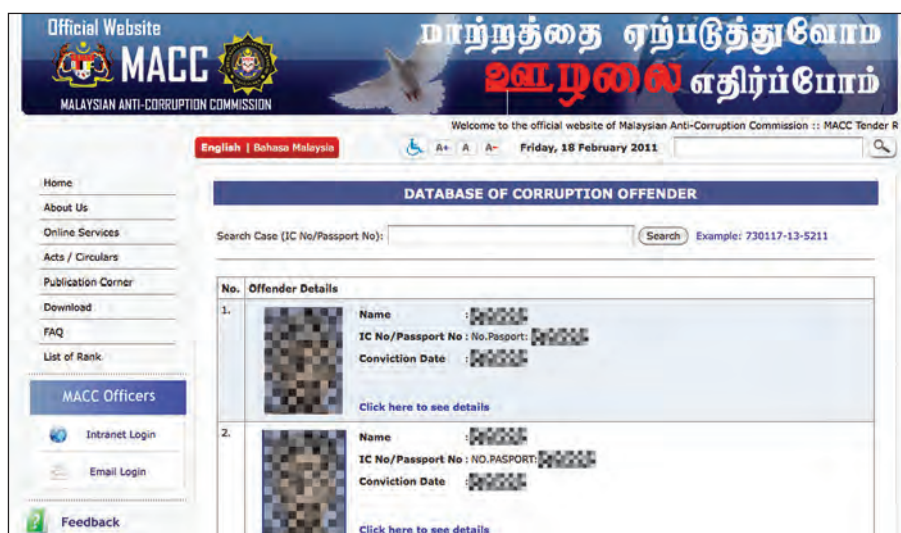 Official Website
MACC
MALAYSIAN ANTI-CORRUPTION COMMISSION
மாற்றத்தை ஏற்படுத்துவோம்
ஊழலை எதிர்ப்போம்
Welcome to the official website of Malaysian Anti-Corruption Commission :: MACC Tender R
English | Bahasa Malaysia
A+ A A- Friday, 18 February 2011
Home
About Us
Online Services
Acts / Circulars
Publication Corner
Download
FAQ
List of Rank
MACC Officers
Intranet Login
Email Login
Feedback
DATABASE OF CORRUPTION OFFENDER
Search Case (IC No/Passport No): Search Example: 730117-13-5211
No. Offender Details
1.
Name :
IC No/Passport No : No.Pasport:
Conviction Date :
Click here to see details
2.
Name :
IC No/Passport No : NO.PASPORT:
Conviction Date :
Click here to see details